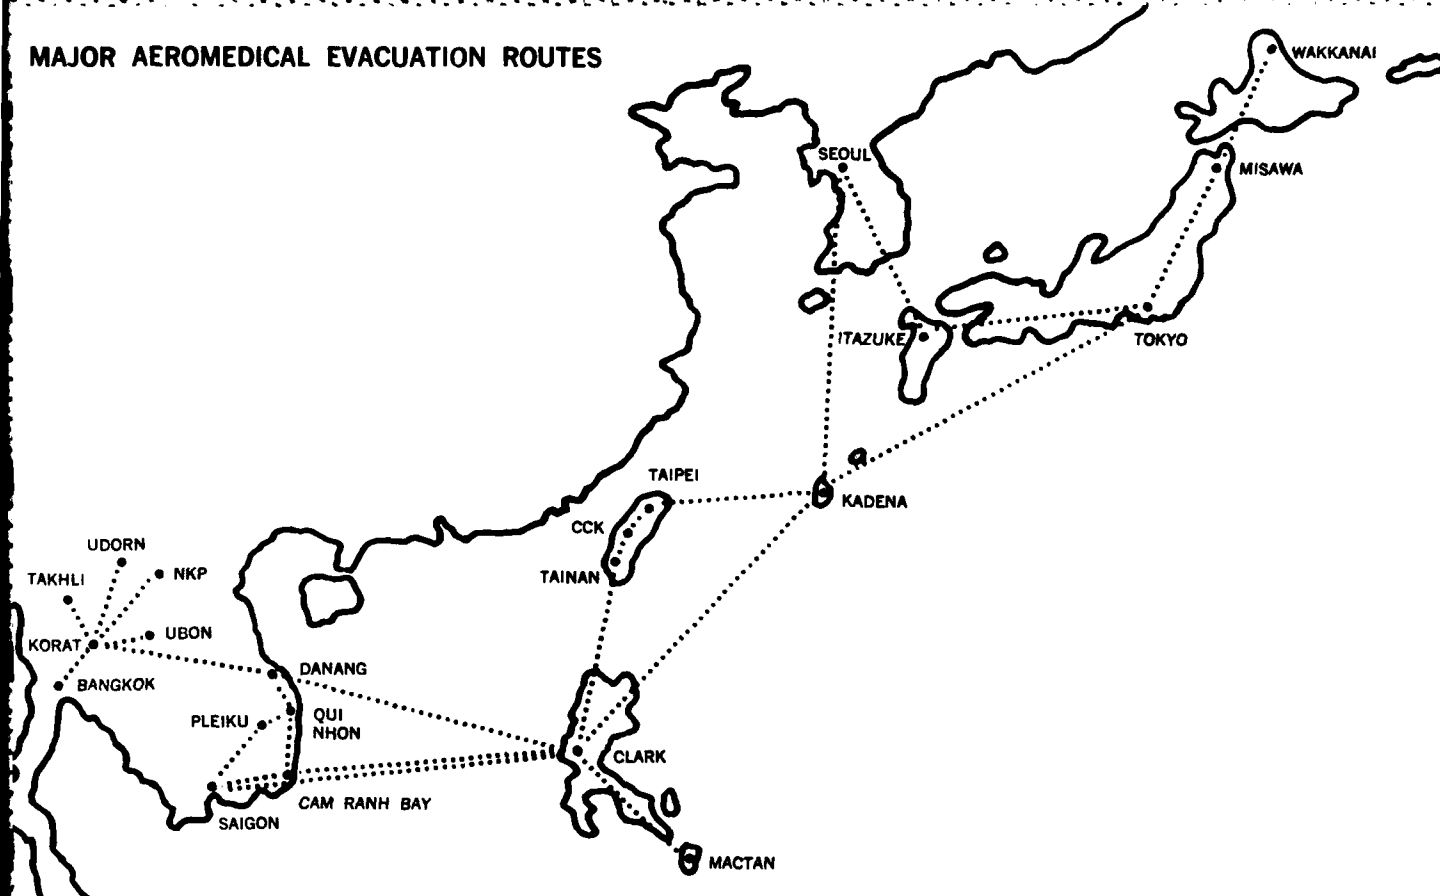 MAJOR AEROMEDICAL EVACUATION ROUTES
WAKKANAI
SEOUL
MISAWA
ITAZUKE
TOKYO
TAIPEI
KADENA
CCK
UDORN
NKP
TAKHLI
TAINAN
UBON
KORAT
DANANG
BANGKOK
PLEIKU
QUI
NHON
CLARK
CAM RANH BAY
SAIGON
MACTAN